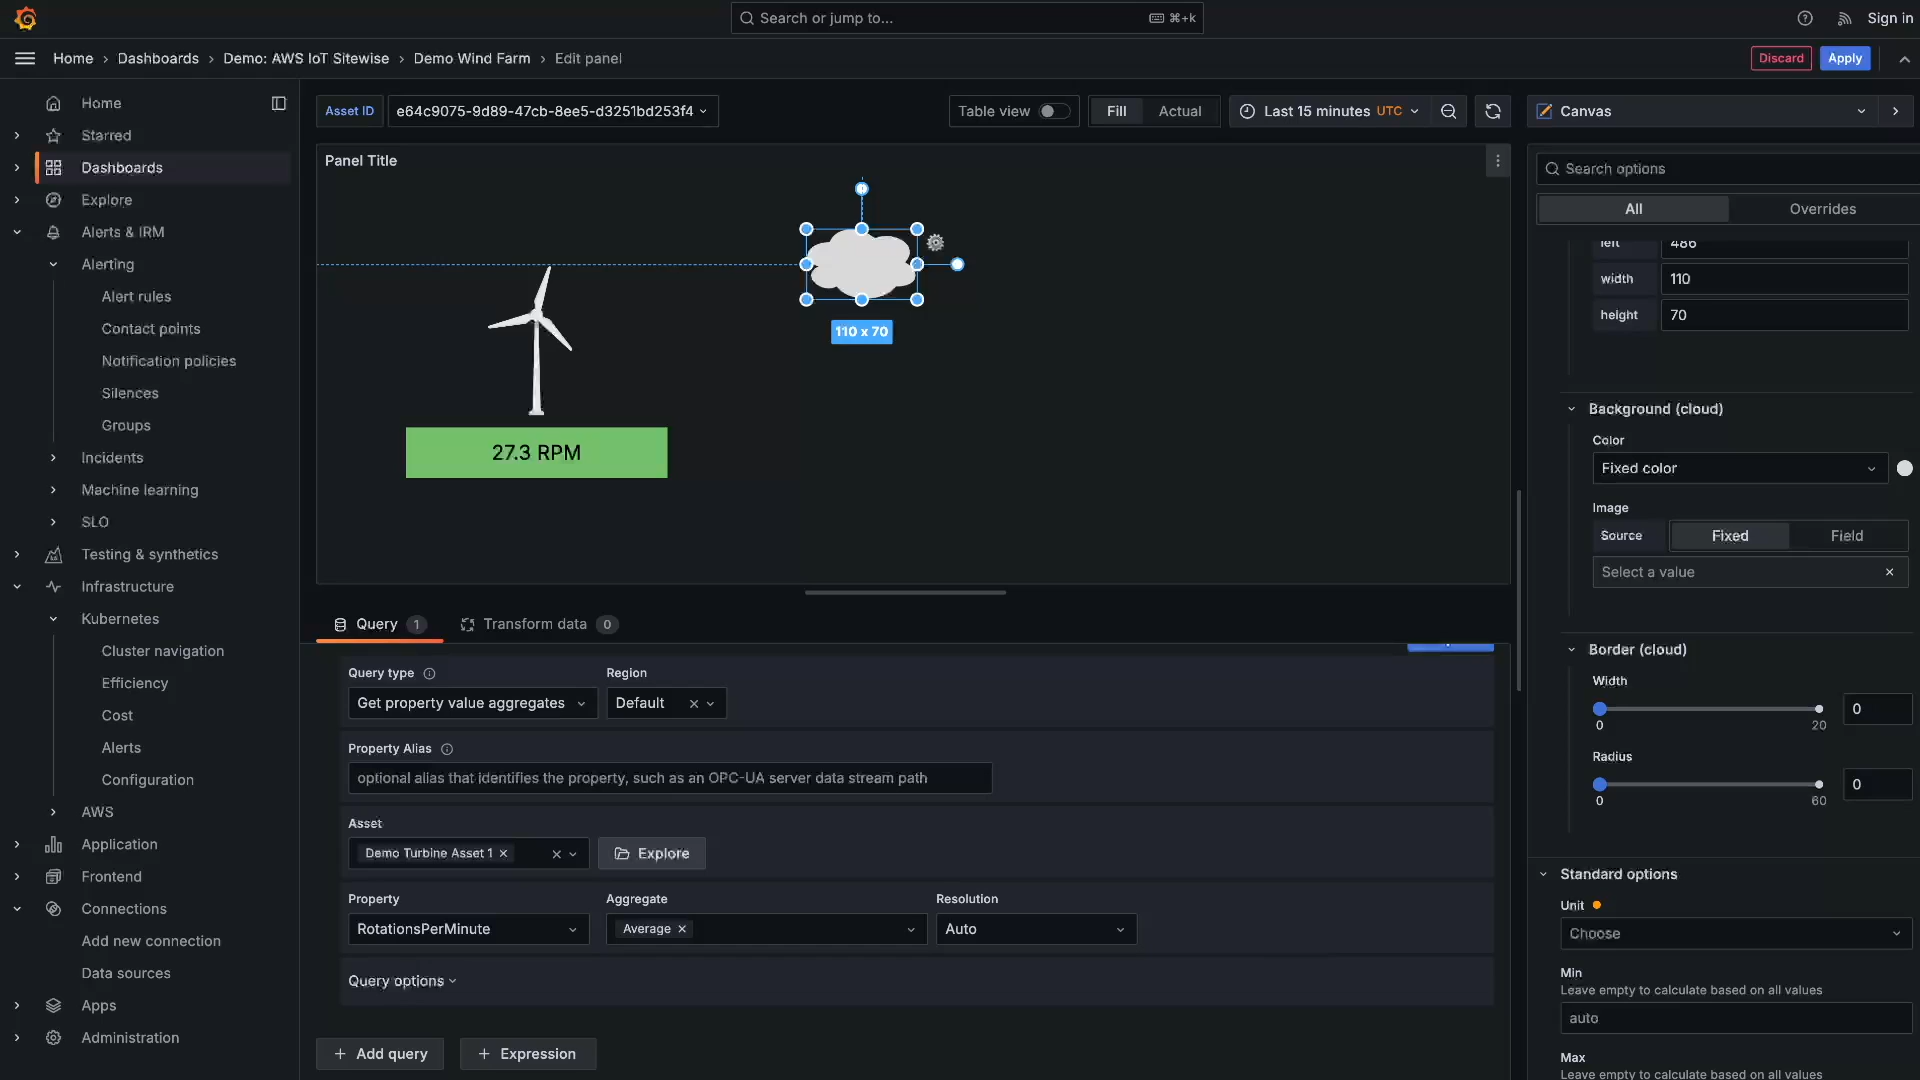 Search or jump to...
⌘+k
Sign in
Home › Dashboards › Demo: AWS IoT Sitewise › Demo Wind Farm › Edit panel
Discard
Apply
Home
Starred
Dashboards
Explore
Alerts & IRM
Alerting
Alert rules
Contact points
Notification policies
Silences
Groups
Incidents
Machine learning
SLO
Testing & synthetics
Infrastructure
Kubernetes
Cluster navigation
Efficiency
Cost
Alerts
Configuration
AWS
Application
Frontend
Connections
Add new connection
Data sources
Apps
Administration
Asset ID
e64c9075-9d89-47cb-8ee5-d3251bd253f4
Table view
Fill
Actual
Last 15 minutes UTC
Panel Title
110 x 70
27.3 RPM
Query 1
Transform data 0
Query type
Region
Get property value aggregates
Default
Property Alias
optional alias that identifies the property, such as an OPC-UA server data stream path
Asset
Demo Turbine Asset 1
Explore
Property
Aggregate
Resolution
RotationsPerMinute
Average
Auto
Query options
+ Add query
+ Expression
Canvas
Search options
All
Overrides
left 486
width 110
height 70
Background (cloud)
Color
Fixed color
Image
Source
Fixed
Field
Select a value
Border (cloud)
Width
0
0 20
Radius
0
0 60
Standard options
Unit
Choose
Min
Leave empty to calculate based on all values
auto
Max
Leave empty to calculate based on all values